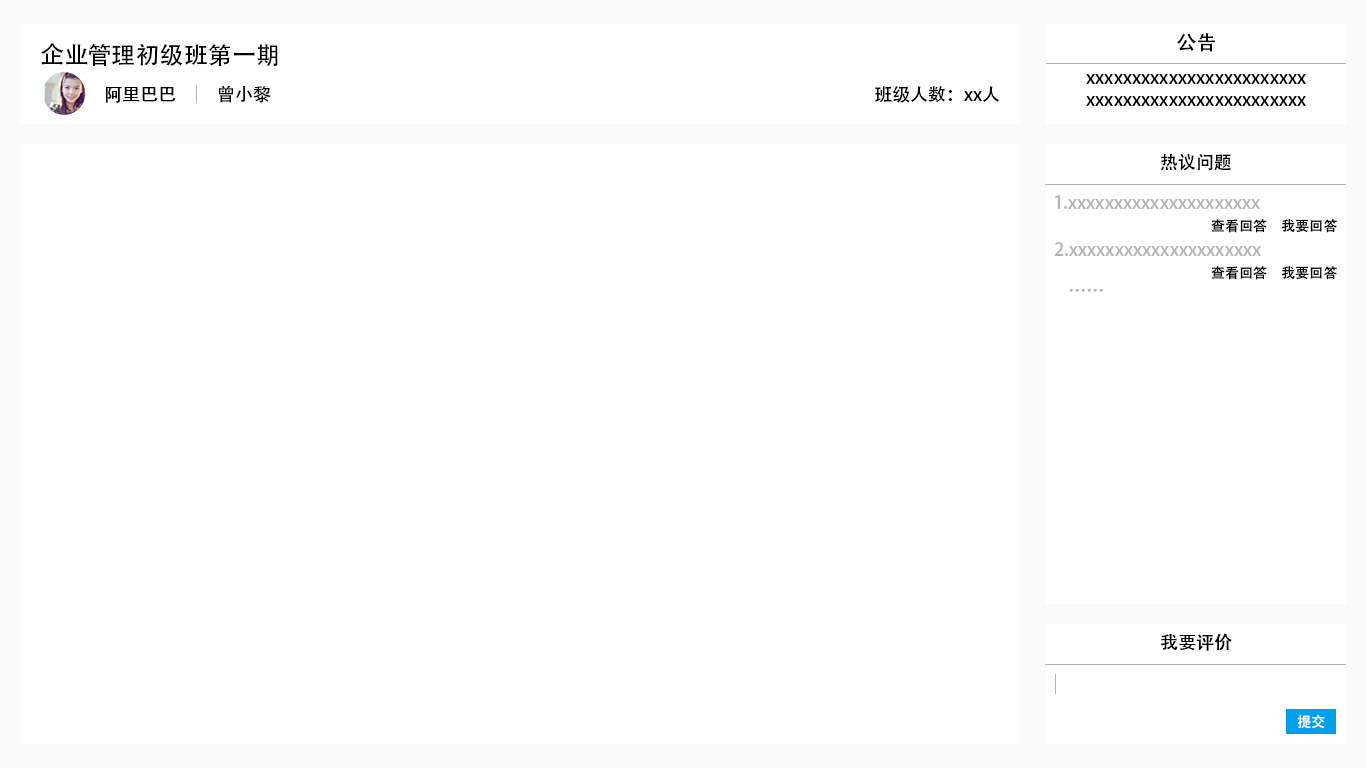 企业管理初级班第一期
阿里巴巴 | 曾小黎
班级人数：xx人
公告
xxxxxxxxxxxxxxxxxxxxxxxx
xxxxxxxxxxxxxxxxxxxxxxxx
热议问题
1.xxxxxxxxxxxxxxxxxxxxx
查看回答 我要回答
2.xxxxxxxxxxxxxxxxxxxxx
查看回答 我要回答
......
我要评价
提交